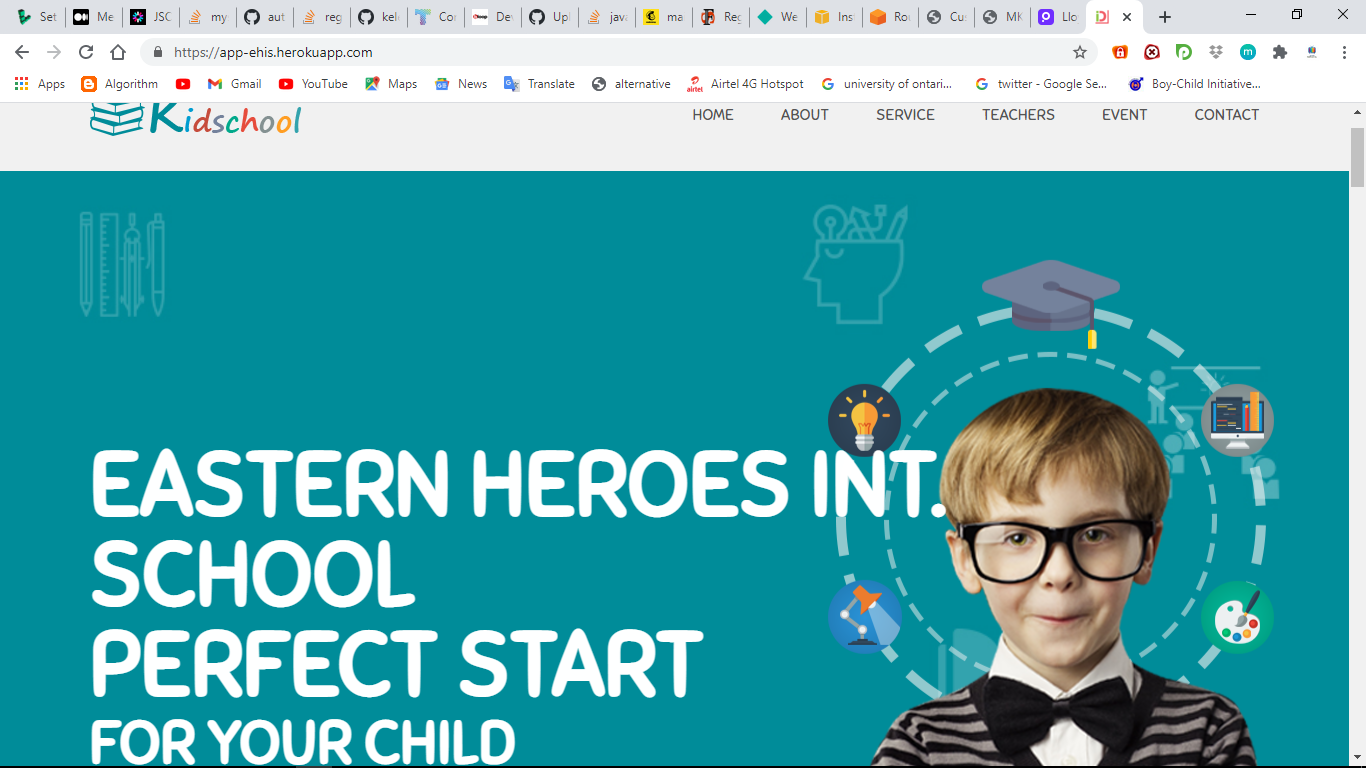 Set
Me
JSC
my
aut
reg
kel
Co
Dev
Upl
java
ma
Reg
We
Ins
Ro
Cus
MK
Llo
https://app-ehis.herokuapp.com
Apps Algorithm YouTube Gmail YouTube Maps News Translate alternative Airtel 4G Hotspot university of ontari... twitter - Google Se... Boy-Child Initiative...
Kidschool
HOME ABOUT SERVICE TEACHERS EVENT CONTACT
EASTERN HEROES INT.
SCHOOL
PERFECT START
FOR YOUR CHILD